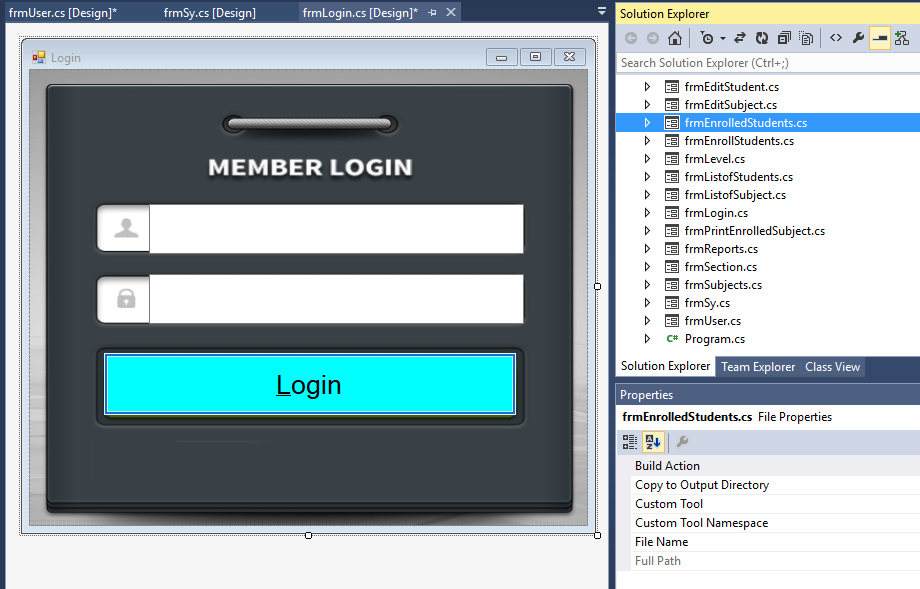 frmUser.cs [Design]* frmSy.cs [Design] frmLogin.cs [Design]*
Login
MEMBER LOGIN
Login
Solution Explorer
Search Solution Explorer (Ctrl+;)
frmEditStudent.cs
frmEditSubject.cs
frmEnrolledStudents.cs
frmEnrollStudents.cs
frmLevel.cs
frmListofStudents.cs
frmListofSubject.cs
frmLogin.cs
frmPrintEnrolledSubject.cs
frmReports.cs
frmSection.cs
frmSubjects.cs
frmSy.cs
frmUser.cs
C# Program.cs
Solution Explorer Team Explorer Class View
Properties
frmEnrolledStudents.cs File Properties
Build Action
Copy to Output Directory
Custom Tool
Custom Tool Namespace
File Name
Full Path